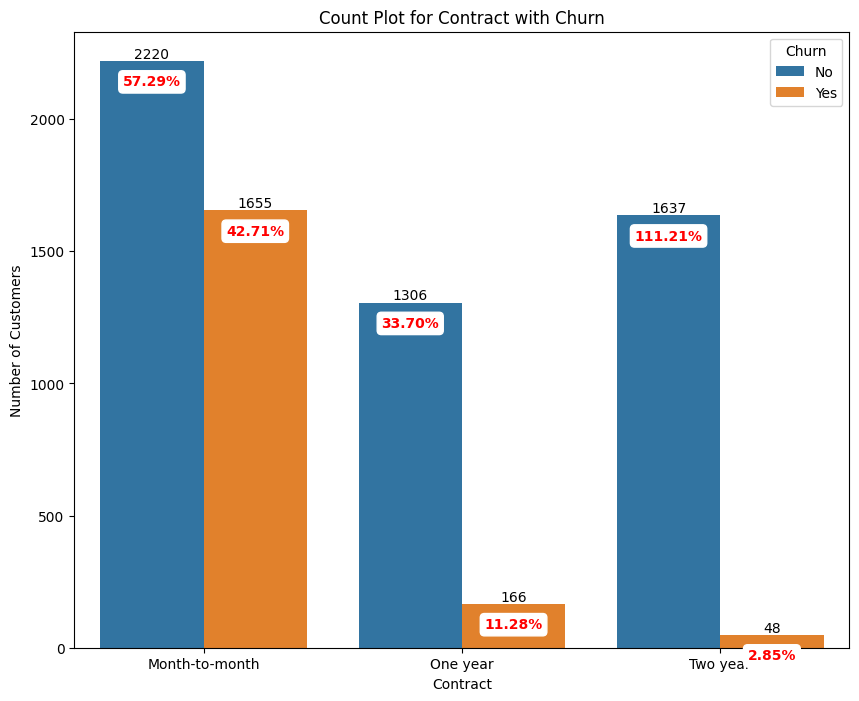 Count Plot for Contract with Churn
Churn
No
Yes
2220
57.29%
1655
42.71%
1306
33.70%
166
11.28%
1637
111.21%
48
2.85%
2000
1500
1000
500
0
Number of Customers
Month-to-month
One year
Two year
Contract